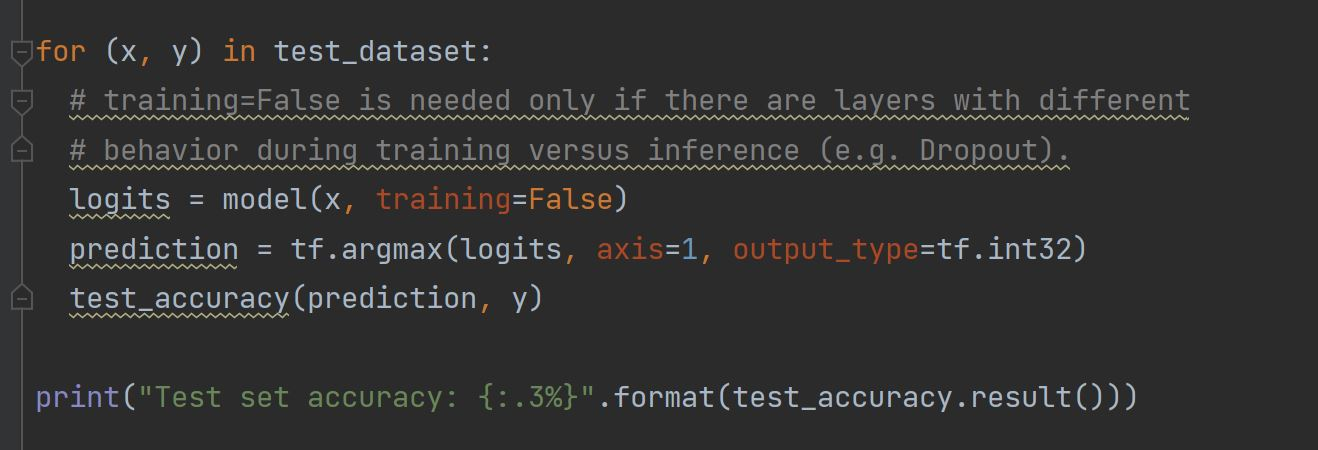 for (x, y) in test_dataset:
  # training=False is needed only if there are layers with different
  # behavior during training versus inference (e.g. Dropout).
  logits = model(x, training=False)
  prediction = tf.argmax(logits, axis=1, output_type=tf.int32)
  test_accuracy(prediction, y)

print("Test set accuracy: {:.3%}".format(test_accuracy.result()))